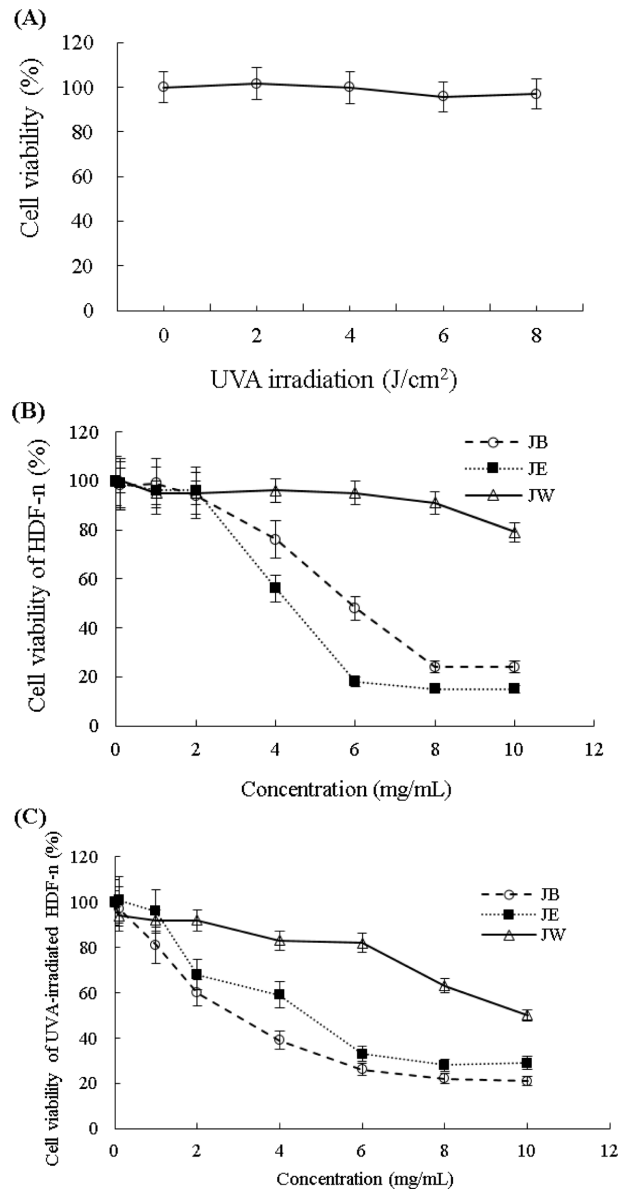 (A)
Cell viability (%)
120
100
80
60
40
20
0
0 2 4 6 8
UVA irradiation (J/cm²)
(B)
Cell viability of HDF-n (%)
120
100
80
60
40
20
0
JB
JE
JW
0 2 4 6 8 10 12
Concentration (mg/mL)
(C)
Cell viability of UVA-irradiated HDF-n (%)
120
100
80
60
40
20
0
JB
JE
JW
0 2 4 6 8 10 12
Concentration (mg/mL)